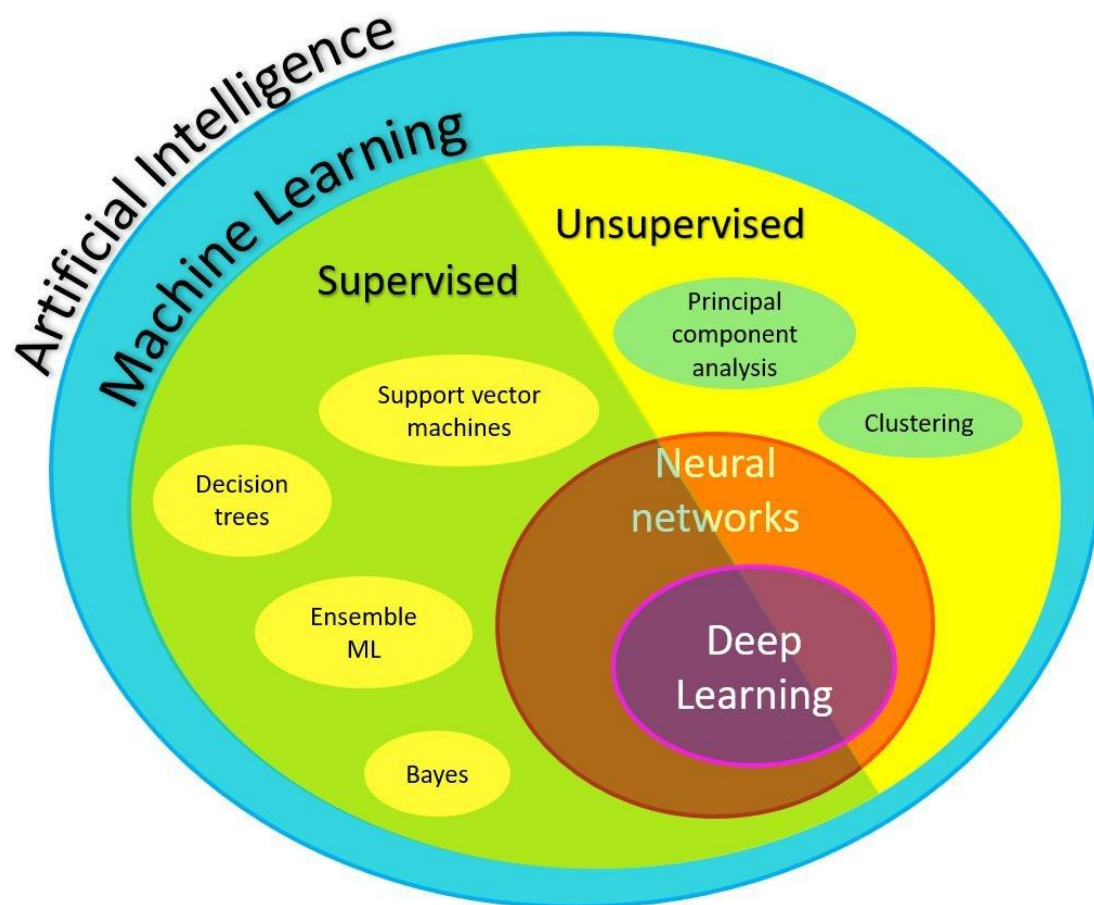 Artificial Intelligence
Machine Learning
Unsupervised
Supervised
Principal
component
analysis
Support vector
machines
Clustering
Decision
trees
Neural
networks
Ensemble
ML
Deep
Learning
Bayes